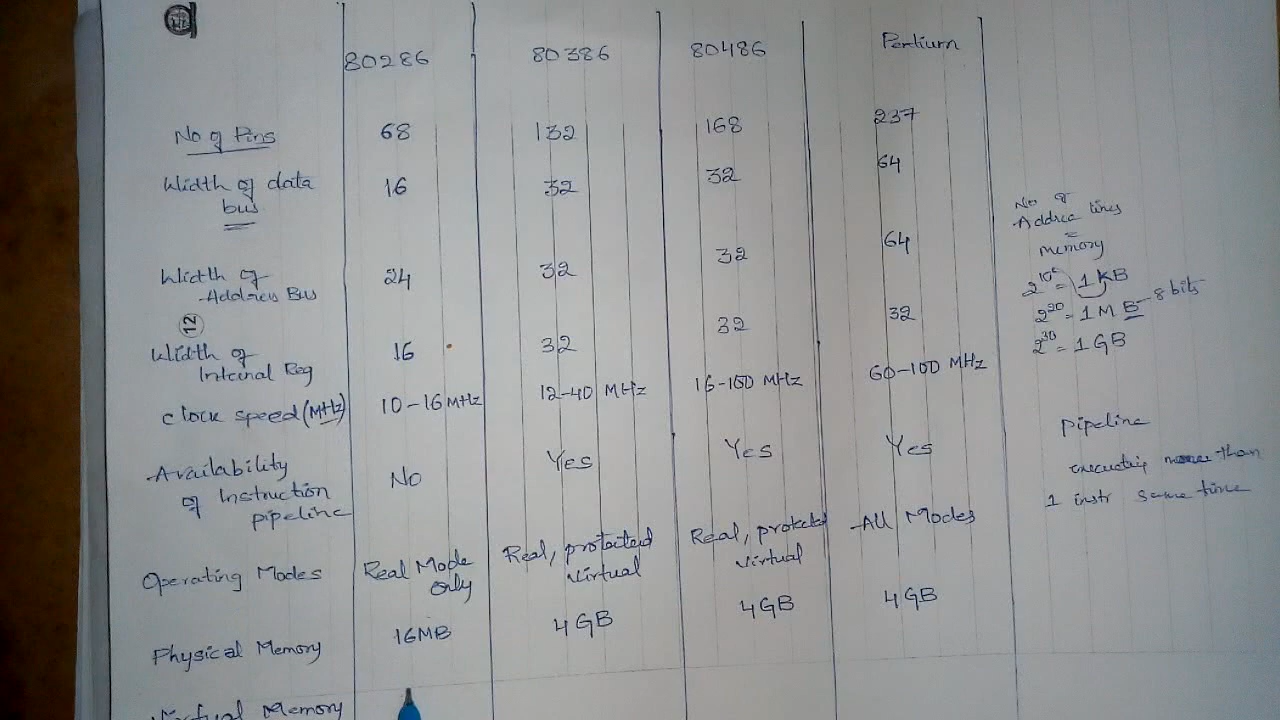 80286 80386 80486 Pentium
No of Pins 68 132 168 237
Width of data 16 32 32 64
bus
Width of 24 32 32 64
Address Bus
12
Width of 16 32 32 32
Internal Reg
Clock speed (MHz) 10-16 MHz 12-40 MHz 16-100 MHz 60-100 MHz
Availability No Yes Yes Yes
of Instruction
pipeline
Operating Modes Real Mode Real, protected Real, protected All Modes
only virtual virtual
Physical Memory 16MB 4GB 4GB 4GB
Virtual Memory
No of
Address lines
=
memory
= 1 KB
2^20 = 1 M B - 8 bits
2^30 = 1 GB
Pipeline
executing more than
1 instr same time